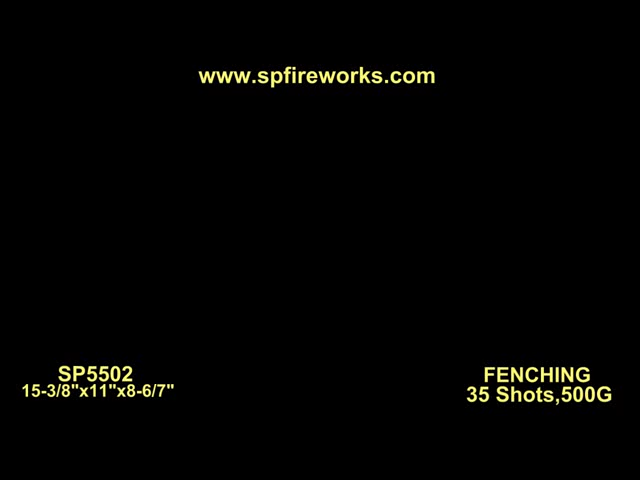 www.spfireworks.com
SP5502
15-3/8"x11"x8-6/7"
FENCHING
35 Shots,500G